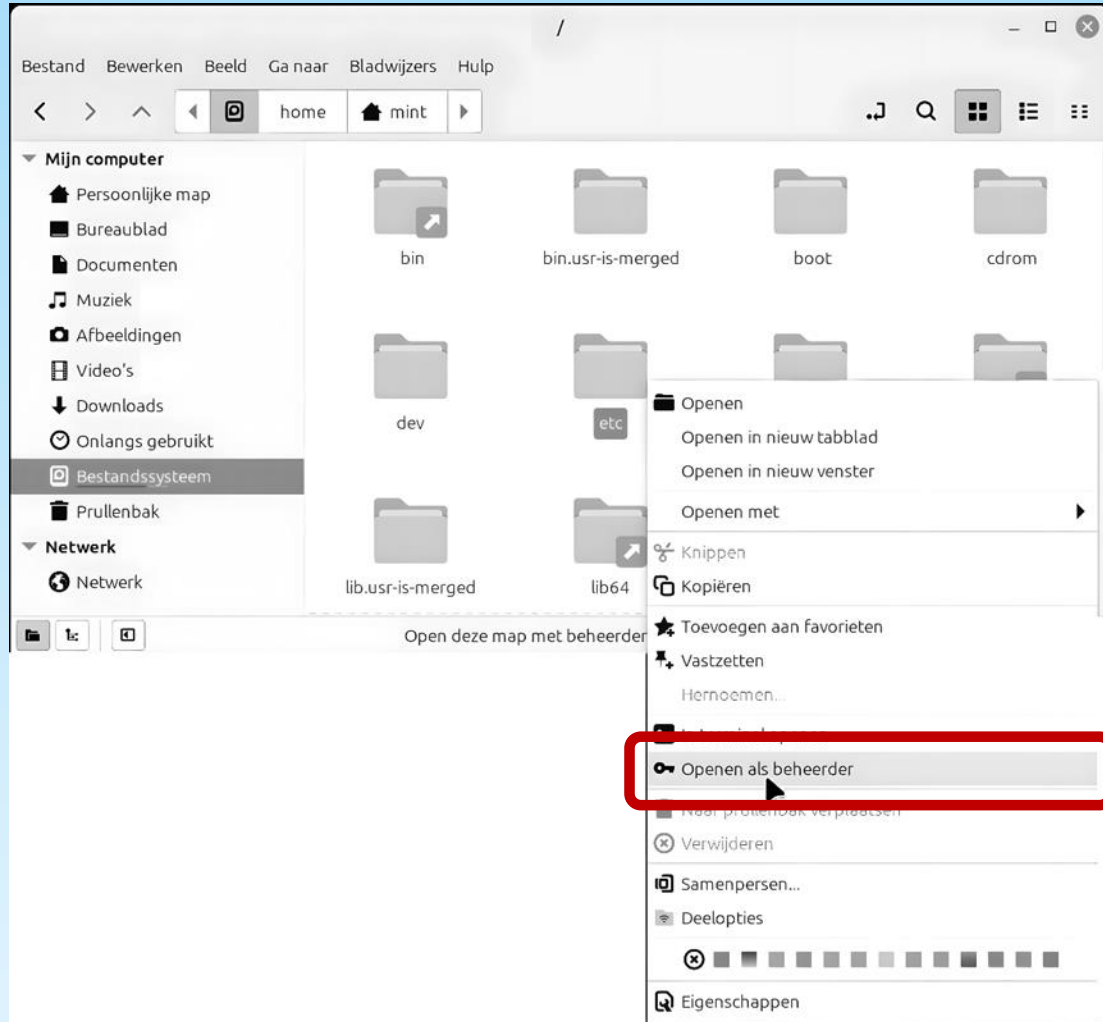 /
Bestand Bewerken Beeld Ga naar Bladwijzers Hulp
home mint
Mijn computer
Persoonlijke map
Bureaublad
Documenten
Muziek
Afbeeldingen
Video's
Downloads
Onlangs gebruikt
Bestandssysteem
Prullenbak
Netwerk
Netwerk
bin bin.usr-is-merged boot cdrom
dev etc
lib.usr-is-merged lib64
Open deze map met beheerder
Openen
Openen in nieuw tabblad
Openen in nieuw venster
Openen met
Knippen
Kopiëren
Toevoegen aan favorieten
Vastzetten
Hernoemen...
Openen als beheerder
Naar prullenbak verplaatsen
Verwijderen
Samenpersen...
Deelopties
Eigenschappen